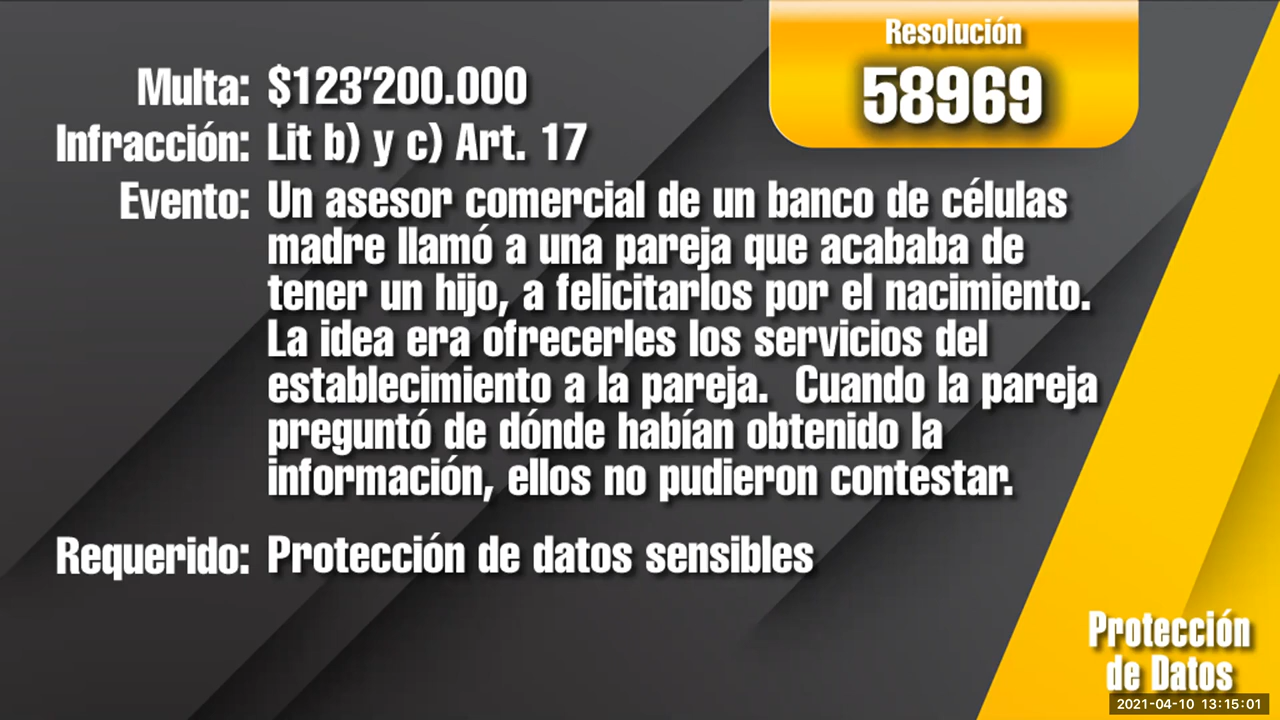 Resolución
58969
Multa: $123’200.000
Infracción: Lit b) y c) Art. 17
Evento: Un asesor comercial de un banco de células
madre llamó a una pareja que acababa de
tener un hijo, a felicitarlos por el nacimiento.
La idea era ofrecerles los servicios del
establecimiento a la pareja.  Cuando la pareja
preguntó de dónde habían obtenido la
información, ellos no pudieron contestar.
Requerido: Protección de datos sensibles
Protección
de Datos
2021-04-10 13:15:01